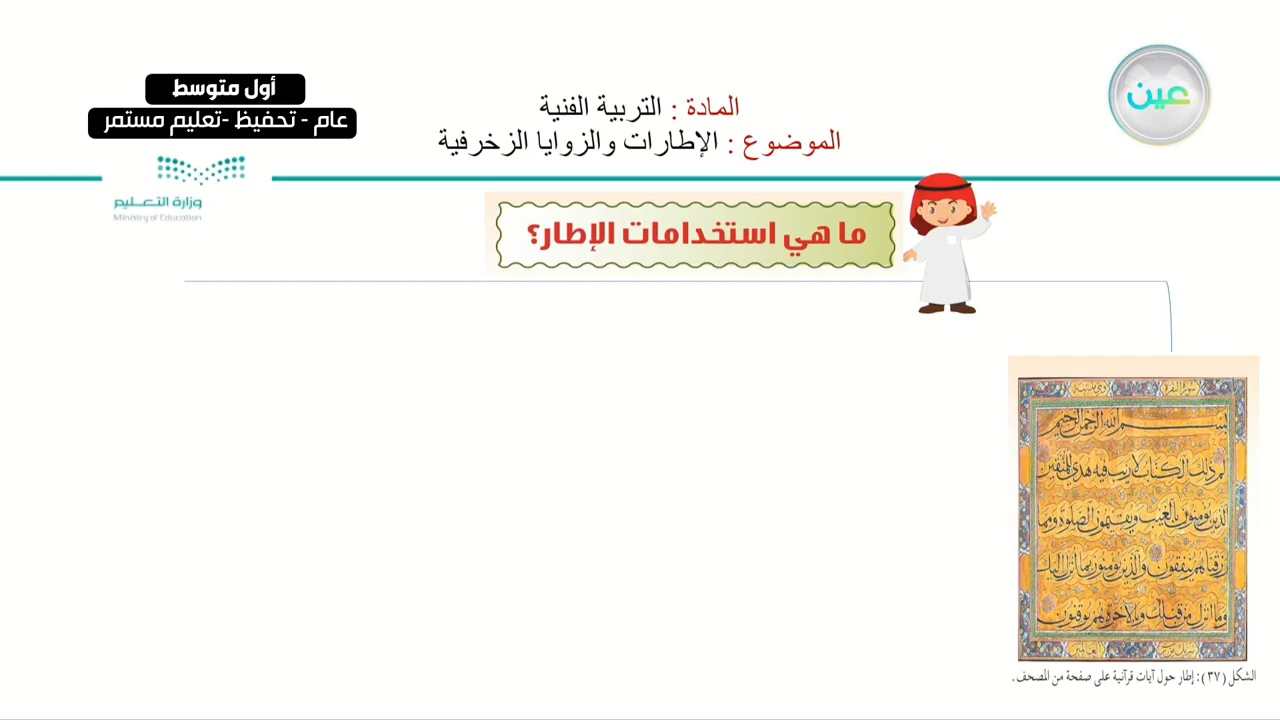 أول متوسط
عام - تحفيظ -تعليم مستمر
المادة : التربية الفنية
الموضوع : الإطارات والزوايا الزخرفية
عين
وزارة التعليم
Ministry of Education
ما هي استخدامات الإطار؟
بسم الله الرحمن الرحيم
الم ذلك الكتاب لا ريب فيه هدى للمتقين
الذين يؤمنون بالغيب ويقيمون الصلوة ومما
رزقناهم ينفقون والذين يؤمنون بما أنزل إليك
وما أنزل من قبلك وبالآخرة هم يوقنون
الشكل (٣٧): إطار حول آيات قرآنية على صفحة من المصحف.